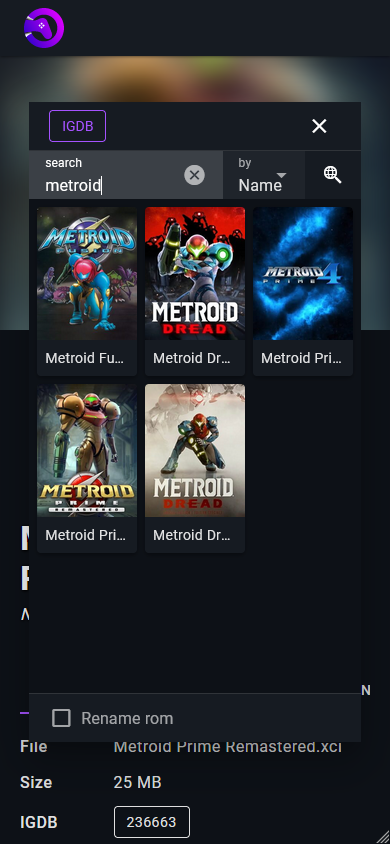 IGDB
search
by
metroid
Name
METROID
FUSION
METROID
DREAD
METROID 4
PRIME
Metroid Fu...
Metroid Dr...
Metroid Pri...
METROID
PRIME
REMASTERED
METROID
DREAD
Metroid Pri...
Metroid Dr...
N
Rename rom
File
Metroid Prime Remastered.xci
Size
25 MB
IGDB
236663